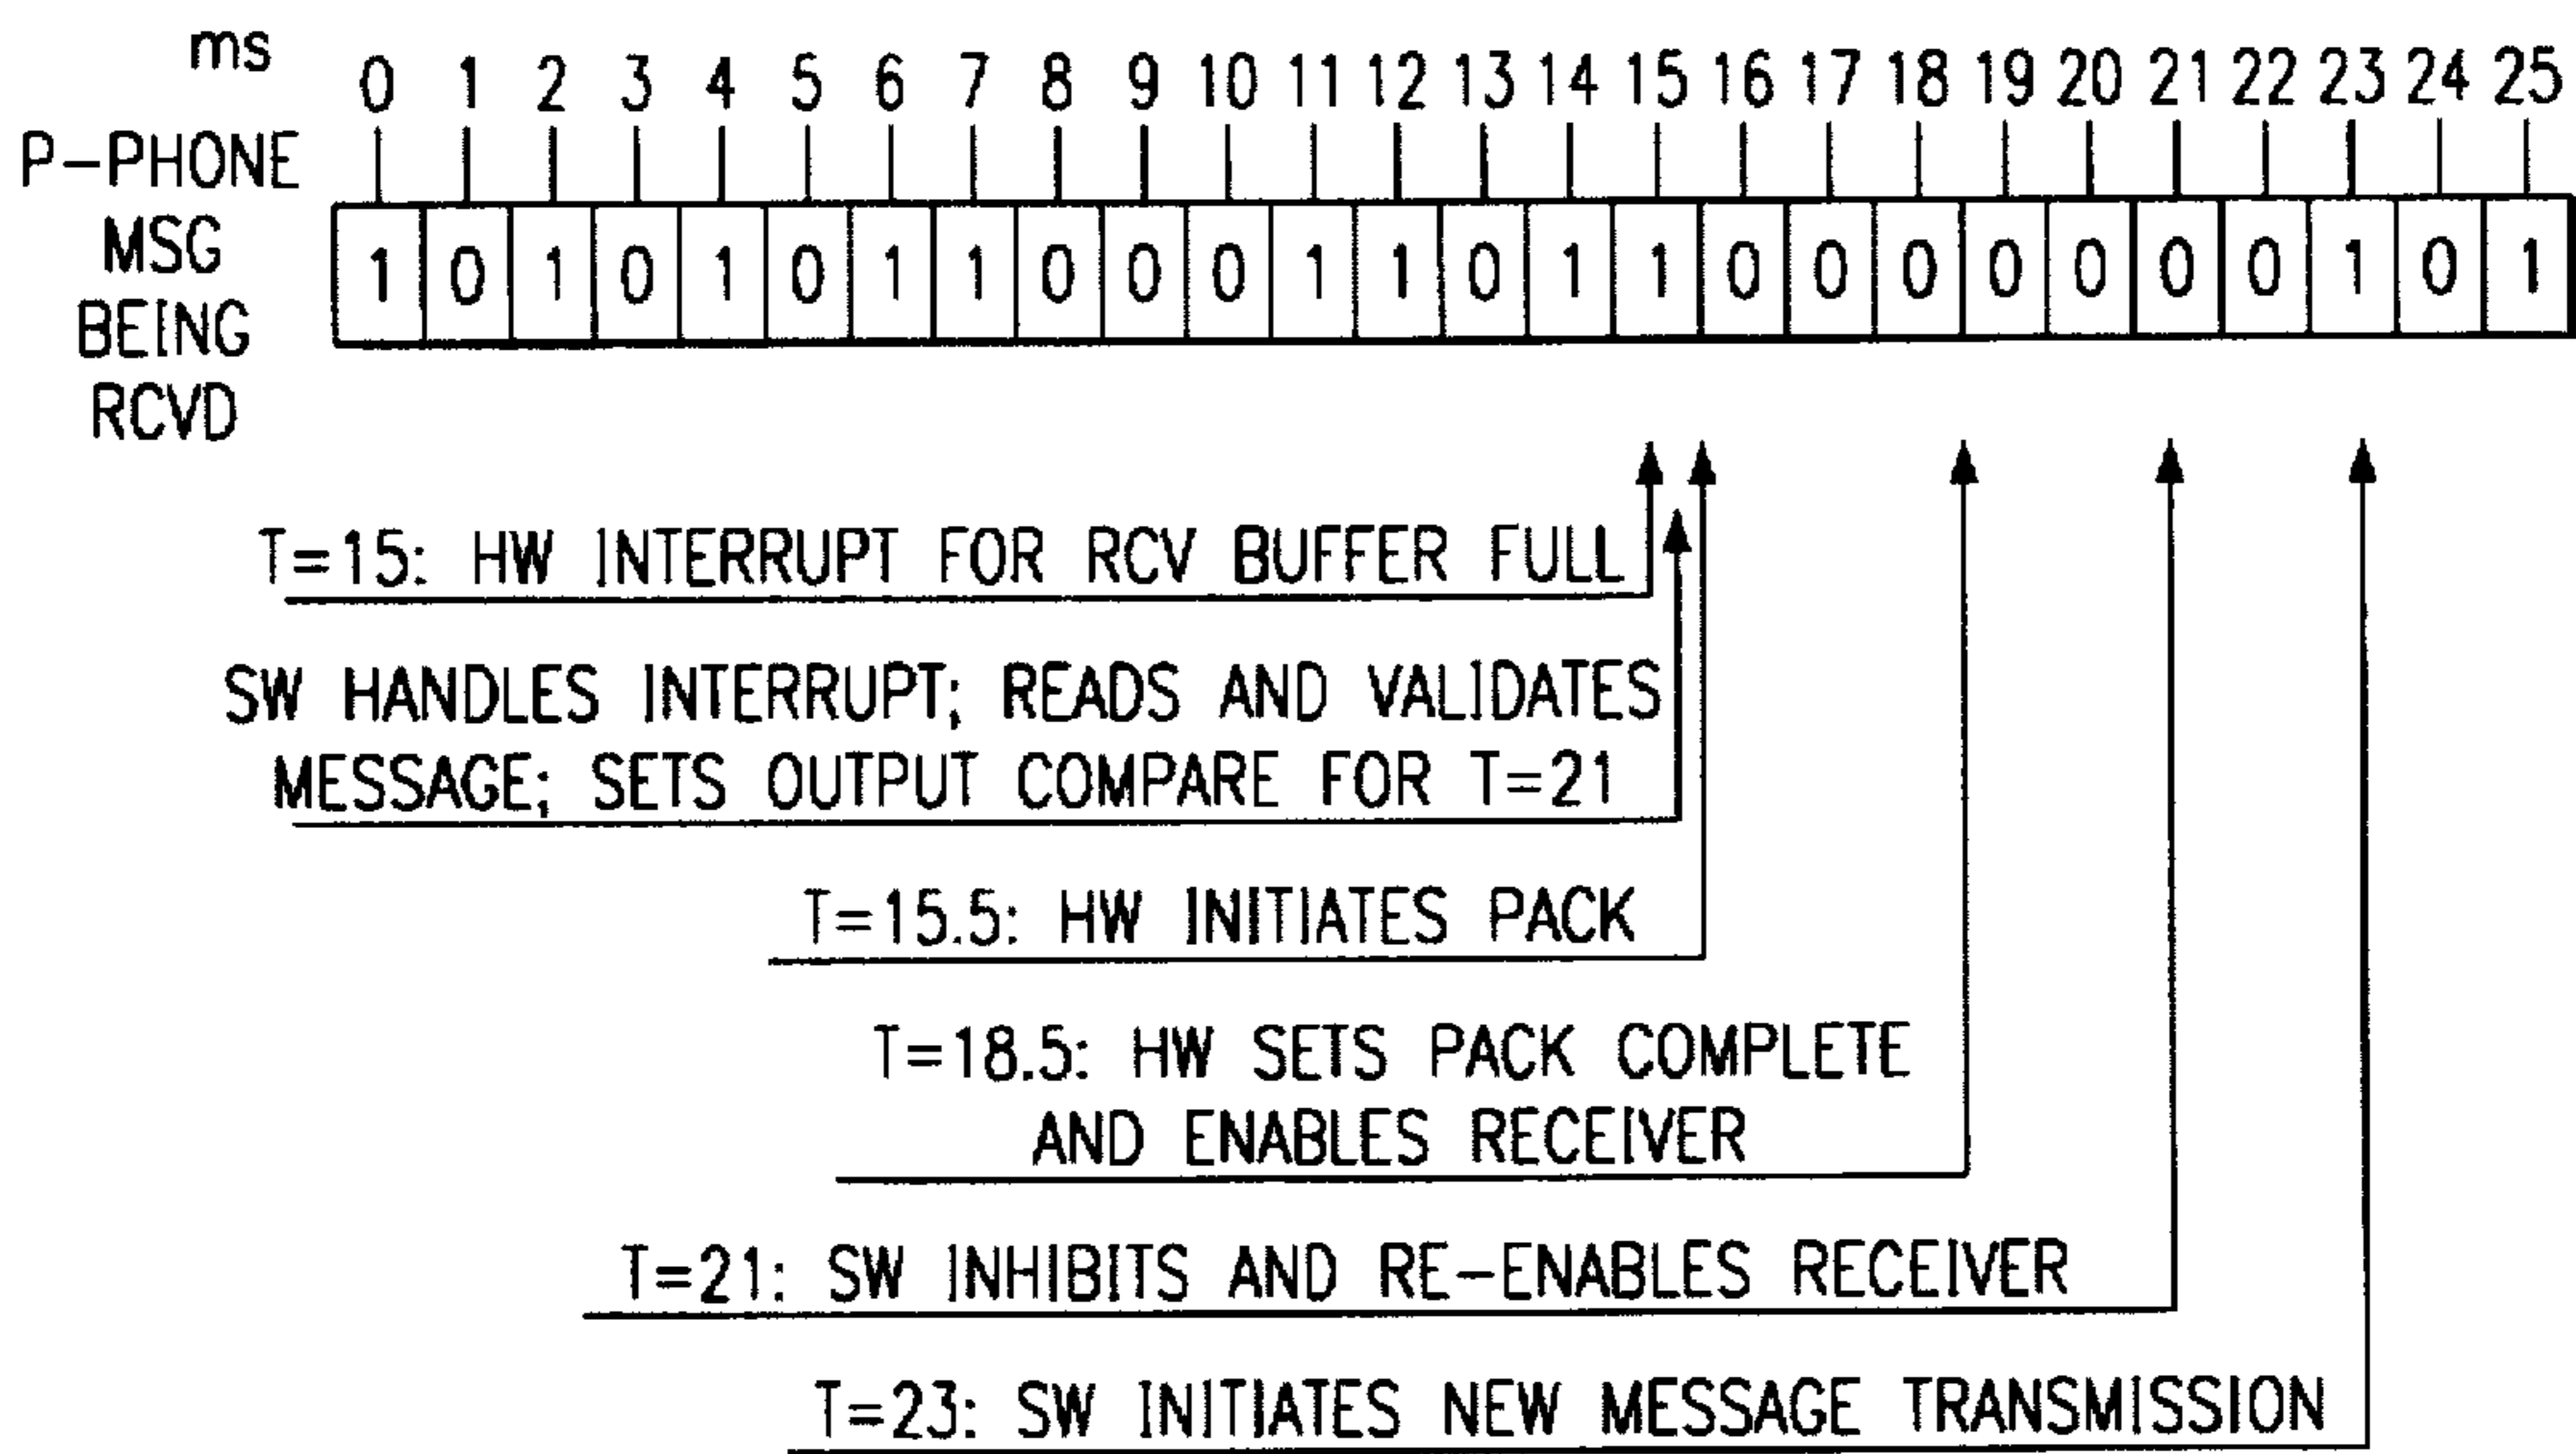 ms 0 1 2 3 4 5 6 7 8 9 10 11 12 13 14 15 16 17 18 19 20 21 22 23 24 25
P-PHONE
MSG
BEING
RCVD
1 0 1 0 1 0 1 1 0 0 0 1 1 0 1 1 0 0 0 0 0 0 0 1 0 1
T=15: HW INTERRUPT FOR RCV BUFFER FULL
SW HANDLES INTERRUPT; READS AND VALIDATES
MESSAGE; SETS OUTPUT COMPARE FOR T=21
T=15.5: HW INITIATES PACK
T=18.5: HW SETS PACK COMPLETE
AND ENABLES RECEIVER
T=21: SW INHIBITS AND RE-ENABLES RECEIVER
T=23: SW INITIATES NEW MESSAGE TRANSMISSION